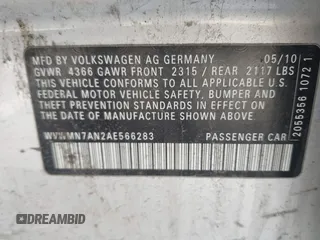 MFD BY VOLKSWAGEN AG GERMANY 05/10
GVWR 4366 GAWR FRONT 2315 / REAR 2117 LBS
THIS VEHICLE CONFORMS TO ALL APPLICABLE U.S.
FEDERAL MOTOR VEHICLE SAFETY, BUMPER, AND
THEFT PREVENTION STANDARDS IN EFFECT ON THE
DATE OF MANUFACTURE SHOWN ABOVE.
WVWMN7AN2AE566283 PASSENGER CAR
2055356 1072 1
DREAMBID